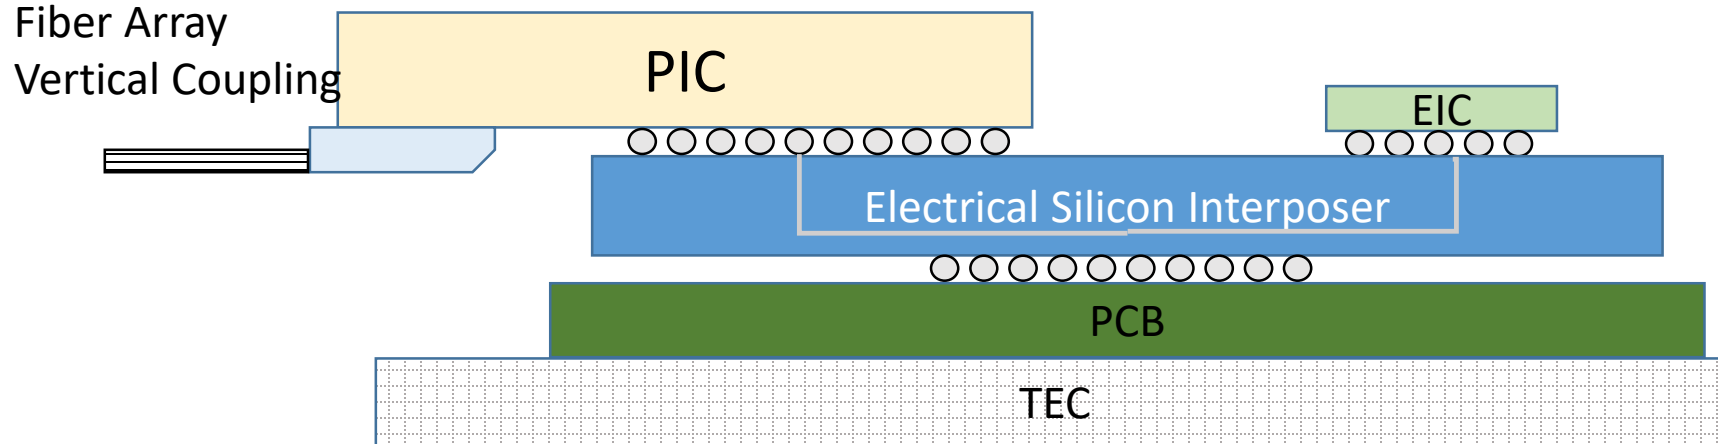 Fiber Array
Vertical Coupling
PIC
EIC
Electrical Silicon Interposer
PCB
TEC